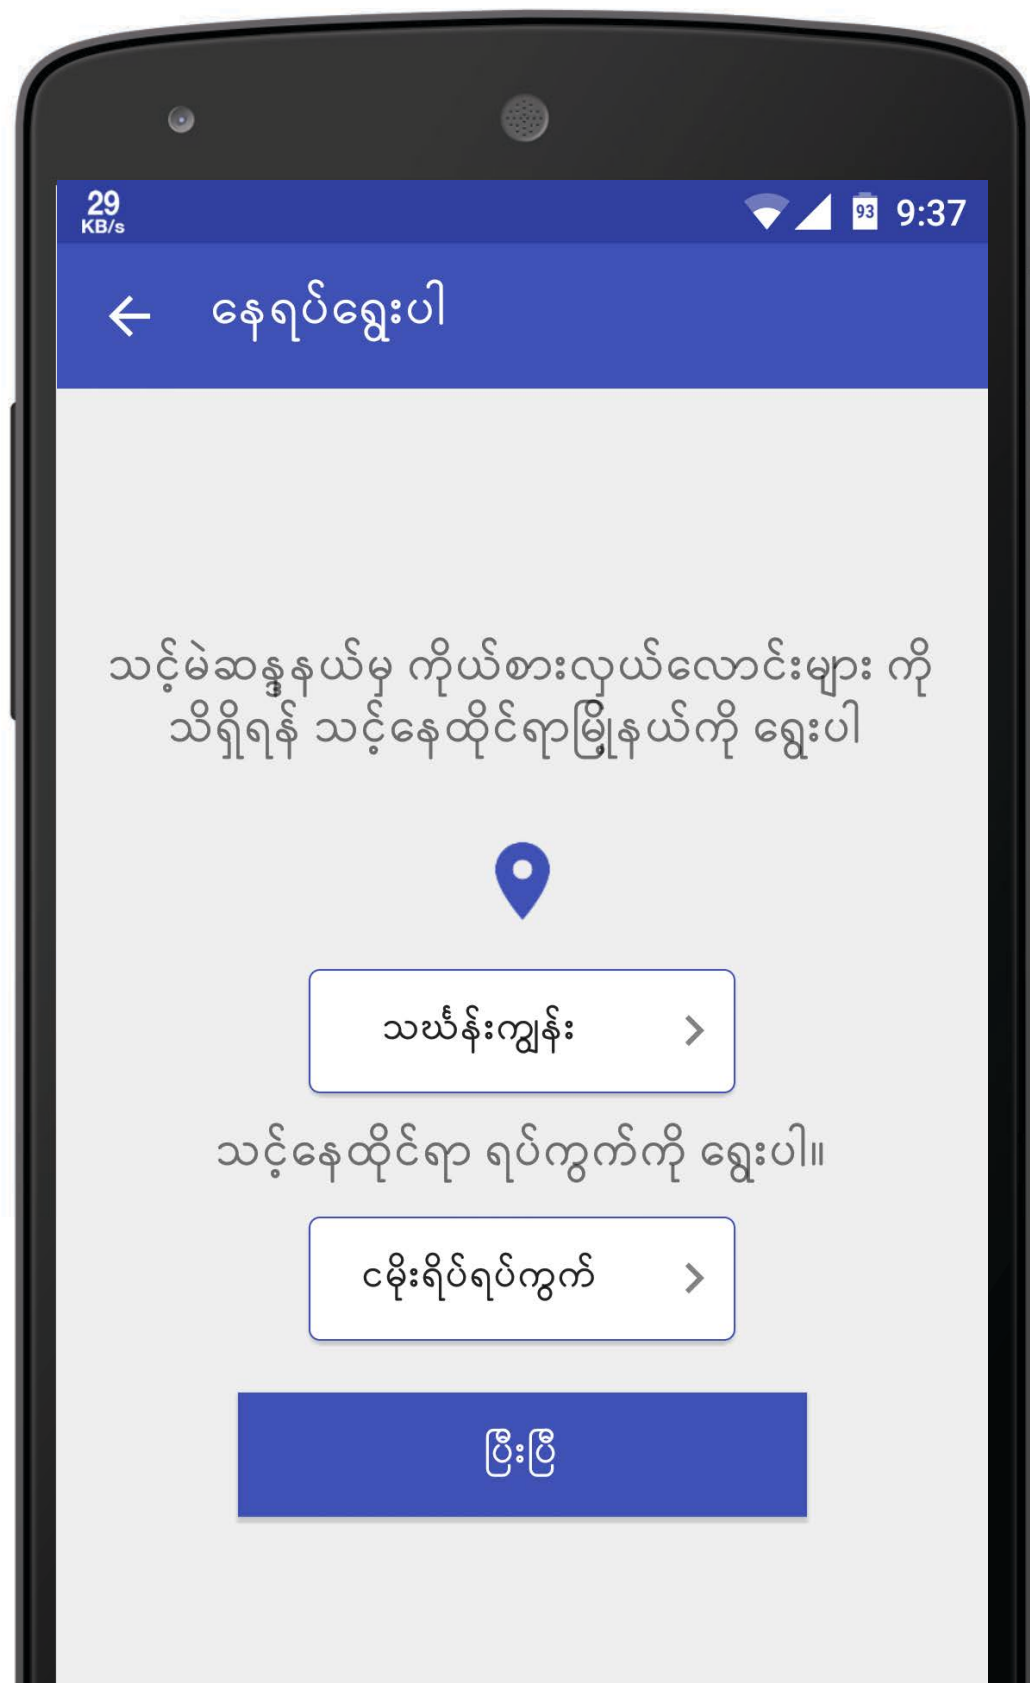 29
KB/s
93 9:37
နေရပ်ရွေးပါ
သင့်မဲဆန္ဒနယ်မှ ကိုယ်စားလှယ်လောင်းများ ကို
သိရှိရန် သင့်နေထိုင်ရာမြို့နယ်ကို ရွေးပါ
သင်္ဃန်းကျွန်း
သင့်နေထိုင်ရာ ရပ်ကွက်ကို ရွေးပါ။
ငမိုးရိပ်ရပ်ကွက်
ပြီးပြီ